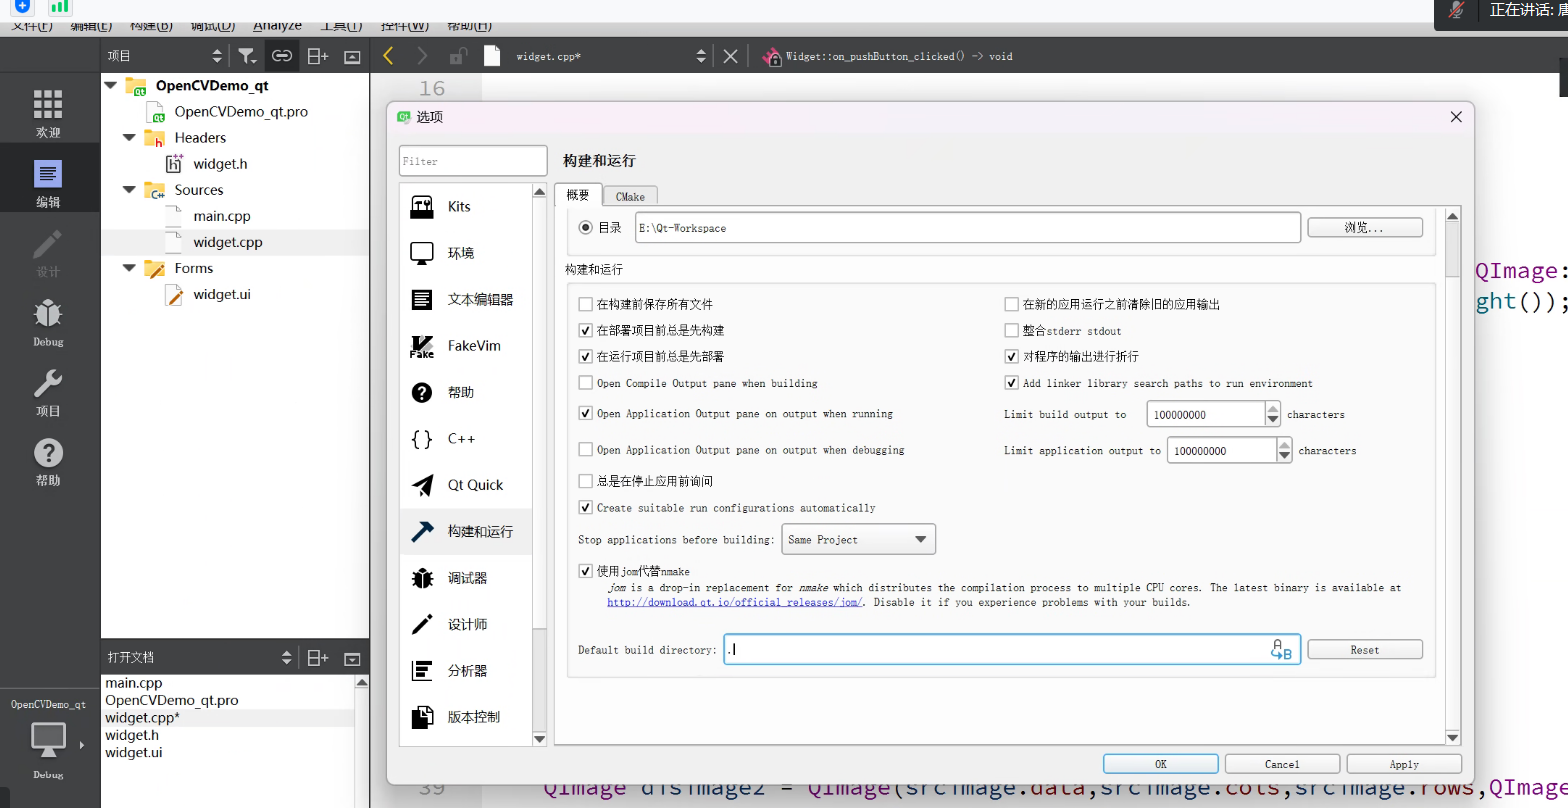 文件(F) 编辑(E) 构建(B) 调试(D) Analyze 工具(T) 控件(W) 帮助(H)
正在讲话: 唐
项目
widget.cpp*
Widget::on_pushButton_clicked() -> void
欢迎
编辑
设计
Debug
项目
帮助
OpenCVDemo_qt
Debug
OpenCVDemo_qt
OpenCVDemo_qt.pro
Headers
widget.h
Sources
main.cpp
widget.cpp
Forms
widget.ui
打开文档
main.cpp
OpenCVDemo_qt.pro
widget.cpp*
widget.h
widget.ui
16
选项
Filter
Kits
环境
文本编辑器
FakeVim
帮助
C++
Qt Quick
构建和运行
调试器
设计师
分析器
版本控制
构建和运行
概要 CMake
目录 E:\Qt-Workspace 浏览...
构建和运行
在构建前保存所有文件 在新的应用运行之前清除旧的应用输出
在部署项目前总是先构建 整合stderr stdout
在运行项目前总是先部署 对程序的输出进行折行
Open Compile Output pane when building Add linker library search paths to run environment
Open Application Output pane on output when running Limit build output to 100000000 characters
Open Application Output pane on output when debugging Limit application output to 100000000 characters
总是在停止应用前询问
Create suitable run configurations automatically
Stop applications before building: Same Project
使用jom代替nmake
jom is a drop-in replacement for nmake which distributes the compilation process to multiple CPU cores. The latest binary is available at
http://download.qt.io/official_releases/jom/. Disable it if you experience problems with your builds.
Default build directory: . Reset
OK Cancel Apply
QImage:
ght());
39 QImage disimage2 = QImage(srcimage.data,srcimage.cols,srcimage.rows,QImage